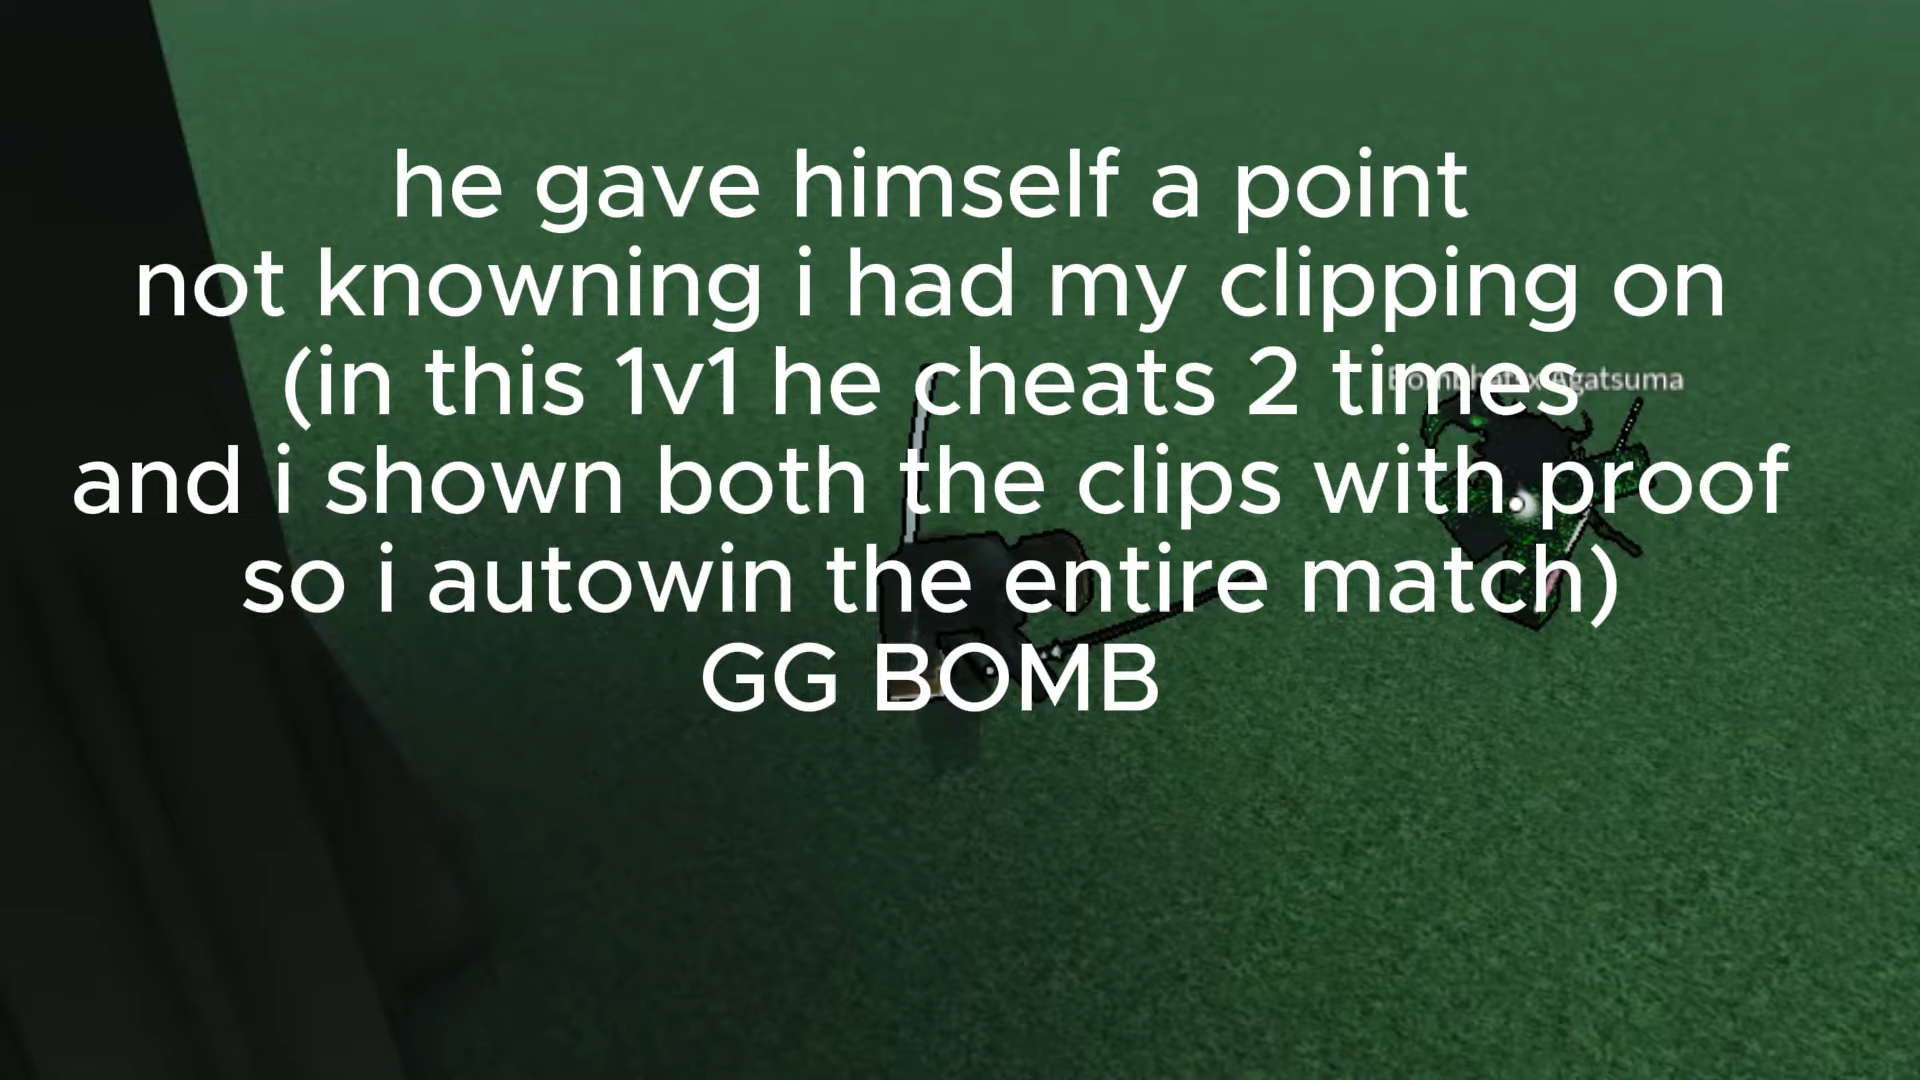 he gave himself a point
not knowning i had my clipping on
(in this 1v1 he cheats 2 times
Agatsuma
and i shown both the clips with proof
so i autowin the entire match)
GG BOMB